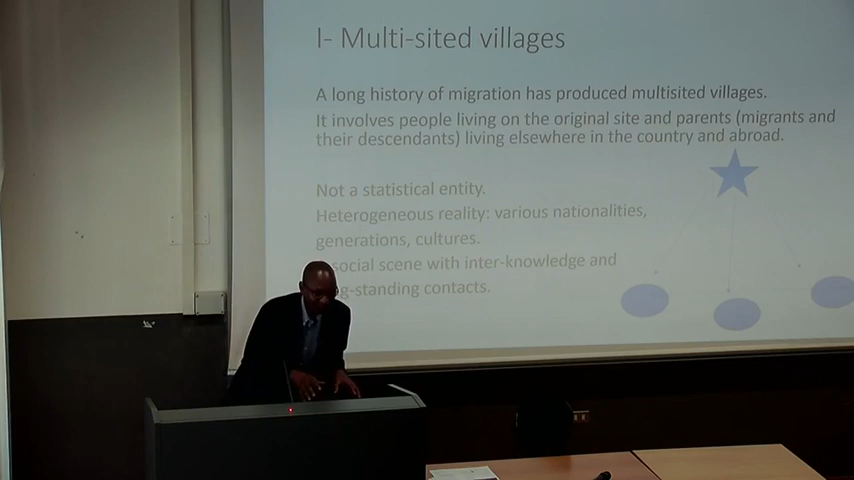 I- Multi-sited villages
A long history of migration has produced multisited villages.
It involves people living on the original site and parents (migrants and
their descendants) living elsewhere in the country and abroad.
Not a statistical entity.
Heterogeneous reality: various nationalities,
generations, cultures.
social scene with inter-knowledge and
-standing contacts.